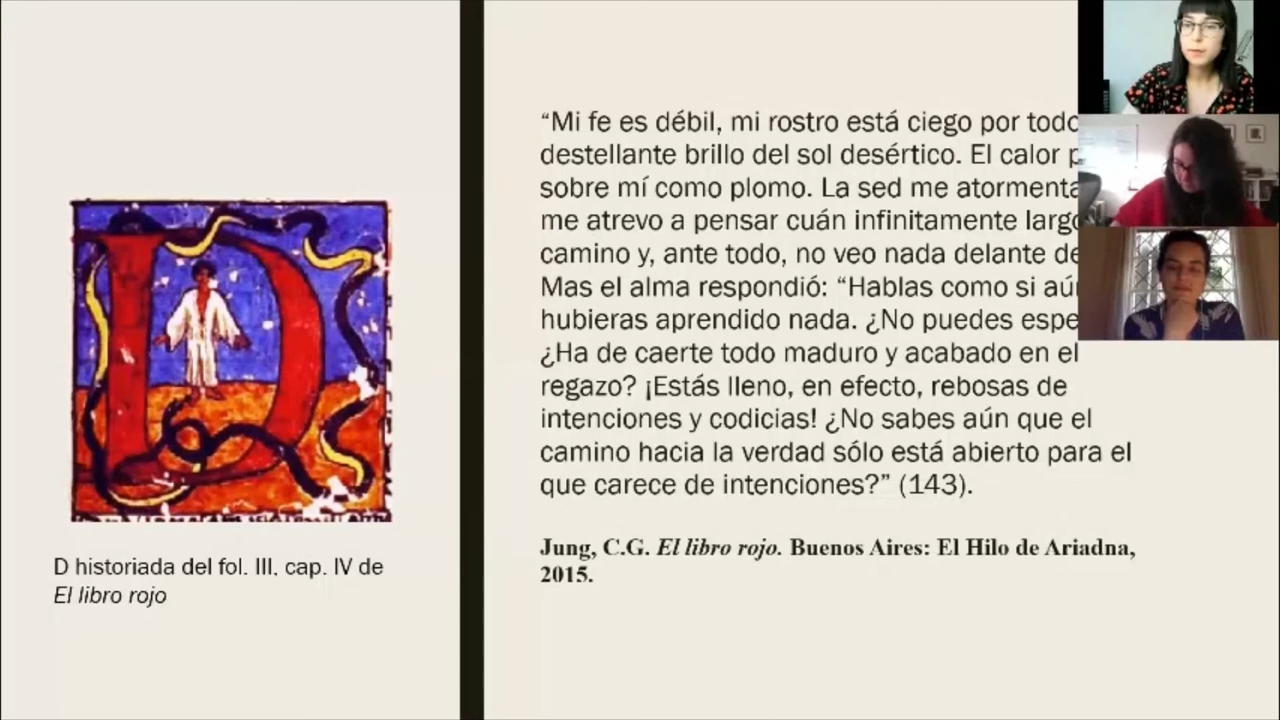 “Mi fe es débil, mi rostro está ciego por todo
destellante brillo del sol desértico. El calor
sobre mí como plomo. La sed me atormenta
me atrevo a pensar cuán infinitamente largo
camino y, ante todo, no veo nada delante de
Mas el alma respondió: “Hablas como si aún
hubieras aprendido nada. ¿No puedes
¿Ha de caerte todo maduro y acabado en el
regazo? ¡Estás lleno, en efecto, rebosas de
intenciones y codicias! ¿No sabes aún que el
camino hacia la verdad sólo está abierto para el
que carece de intenciones?” (143).
Jung, C.G. El libro rojo. Buenos Aires: El Hilo de Ariadna,
2015.
D historiada del fol. III, cap. IV de
El libro rojo